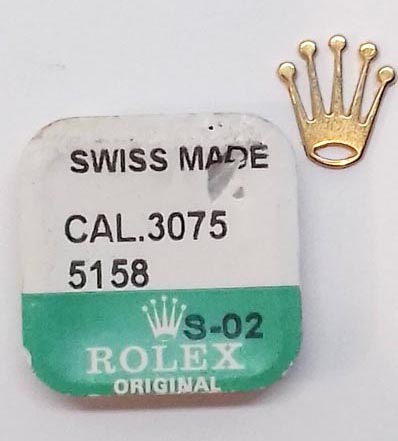 SWISS MADE
CAL.3075
5158
S-02
ROLEX
ORIGINAL